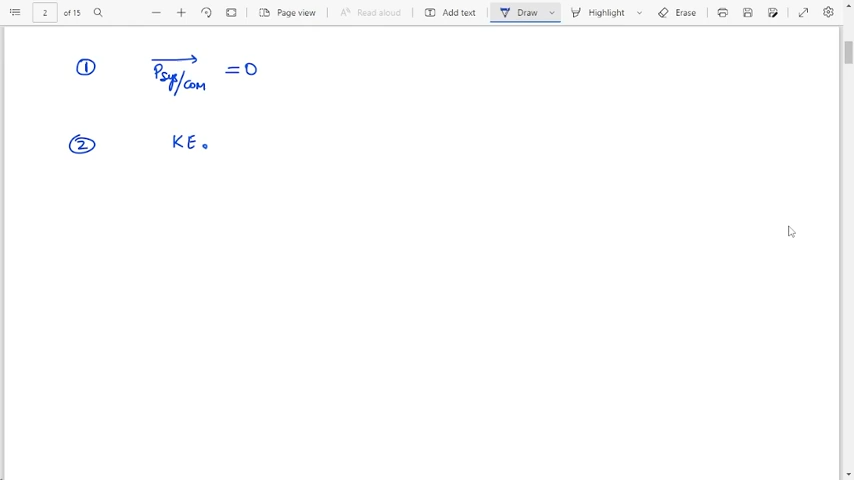 2 of 15 Page view Read aloud Add text Draw Highlight Erase
① P⃗sys/com = 0
② KE.